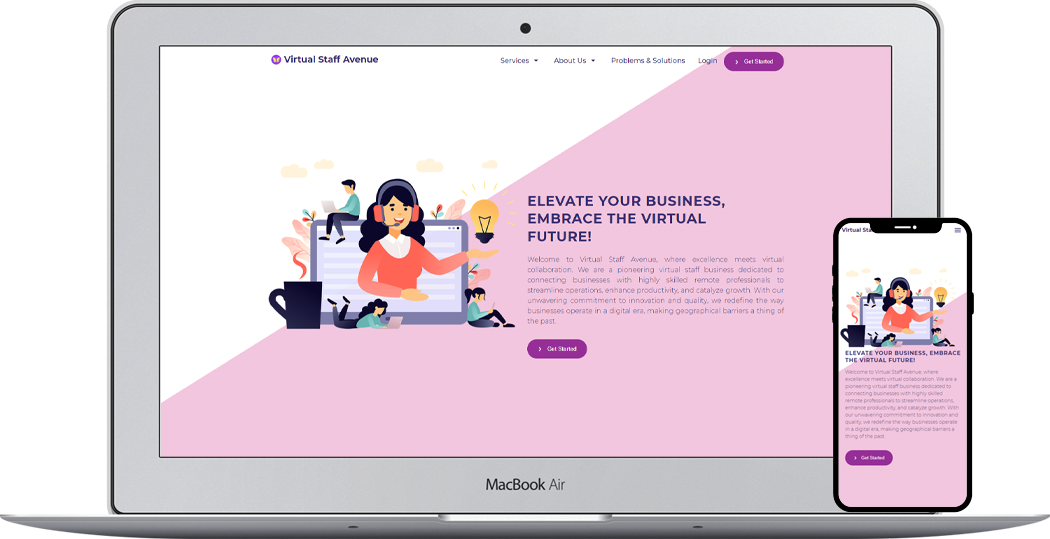 Virtual Staff Avenue
Services
About Us
Problems & Solutions
Login
Get Started
ELEVATE YOUR BUSINESS,
EMBRACE THE VIRTUAL
FUTURE!
Welcome to Virtual Staff Avenue, where excellence meets virtual
collaboration. We are a pioneering virtual staff business dedicated to
connecting businesses with highly skilled remote professionals to
streamline operations, enhance productivity, and catalyze growth. With our
unwavering commitment to innovation and quality, we redefine the way
businesses operate in a digital era, making geographical barriers a thing of
the past.
Get Started
MacBook Air
Virtual
ELEVATE YOUR BUSINESS, EMBRACE
THE VIRTUAL FUTURE!
Welcome to Virtual Staff Avenue, where
excellence meets virtual collaboration. We are a
pioneering virtual staff business dedicated to
connecting businesses with highly skilled
remote professionals to streamline operations,
enhance productivity, and catalyze growth. With
our unwavering commitment to innovation and
quality, we redefine the way businesses operate
in a digital era, making geographical barriers a
thing of the past.
Get Started